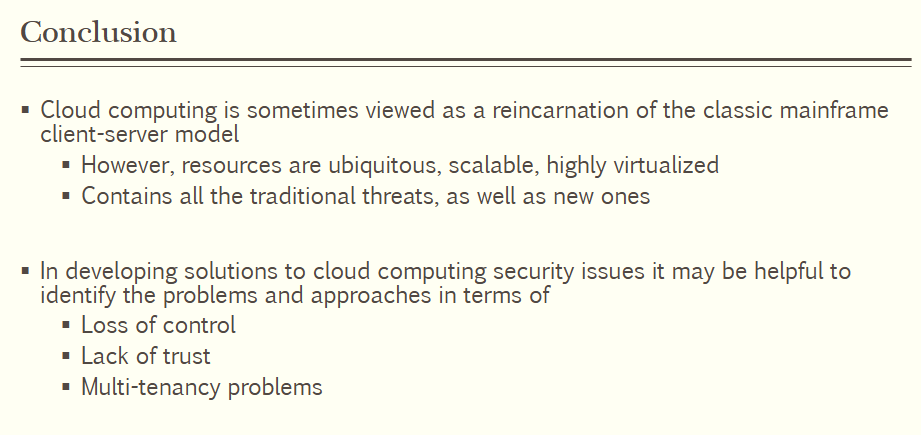 Conclusion
▪ Cloud computing is sometimes viewed as a reincarnation of the classic mainframe
client-server model
▪ However, resources are ubiquitous, scalable, highly virtualized
▪ Contains all the traditional threats, as well as new ones
▪ In developing solutions to cloud computing security issues it may be helpful to
identify the problems and approaches in terms of
▪ Loss of control
▪ Lack of trust
▪ Multi-tenancy problems